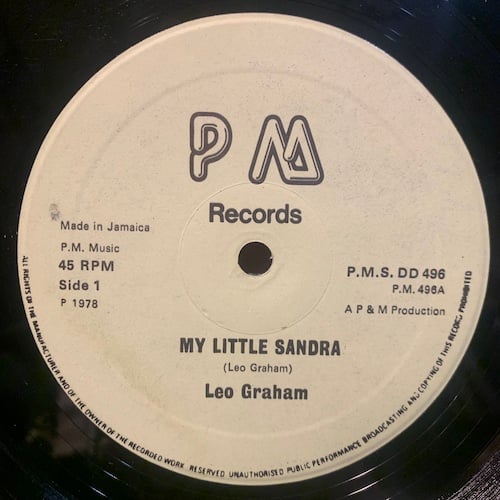 P M
Records
Made in Jamaica
P.M. Music
45 RPM
Side 1
P 1978
P.M.S. DD 496
P.M. 496A
A P & M Production
MY LITTLE SANDRA
(Leo Graham)
Leo Graham
ALL RIGHTS OF THE MANUFACTURER AND OF THE OWNER OF THE RECORDED WORK RESERVED UNAUTHORISED PUBLIC PERFORMANCE BROADCASTING AND COPYING OF THIS RECORD PROHIBITED